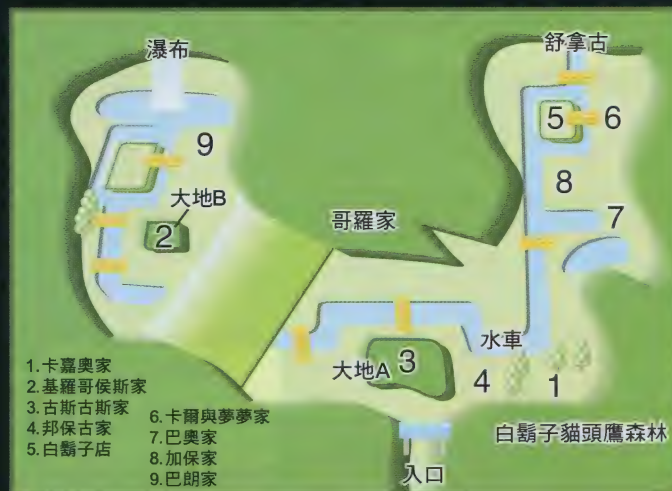 瀑布
舒拿古
5
6
9
8
大地B
哥羅家
7
2
水車
大地A
3
4
1
白鬍子貓頭鷹森林
入口
1.卡嘉奧家
2.基羅哥侯斯家
3.古斯古斯家
4.邦保古家
5.白鬍子店
6.卡爾與夢夢家
7.巴奧家
8.加保家
9.巴朗家